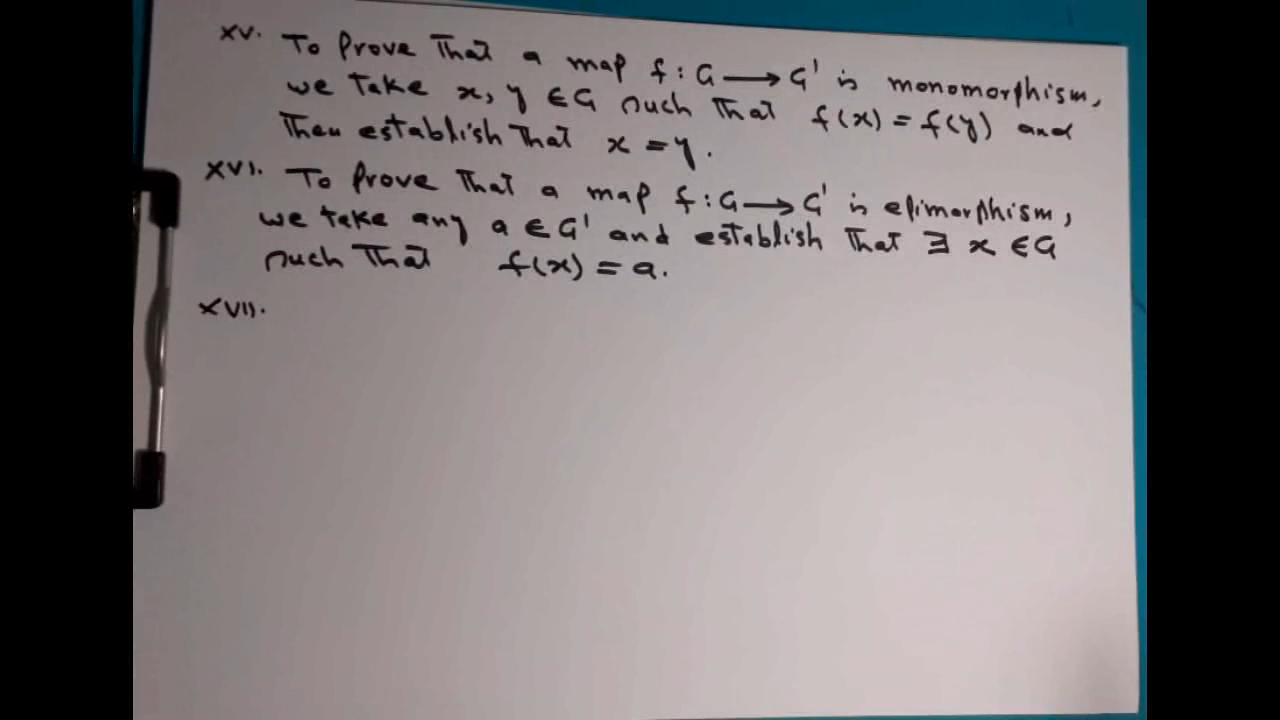 XV. To prove that a map f : G ⟶ G' is monomorphism,
we take x, y ∈ G such that f(x) = f(y) and
then establish that x = y.
XVI. To prove that a map f : G ⟶ G' is epimorphism,
we take any a ∈ G' and establish that ∃ x ∈ G
such that f(x) = a.
XVII.